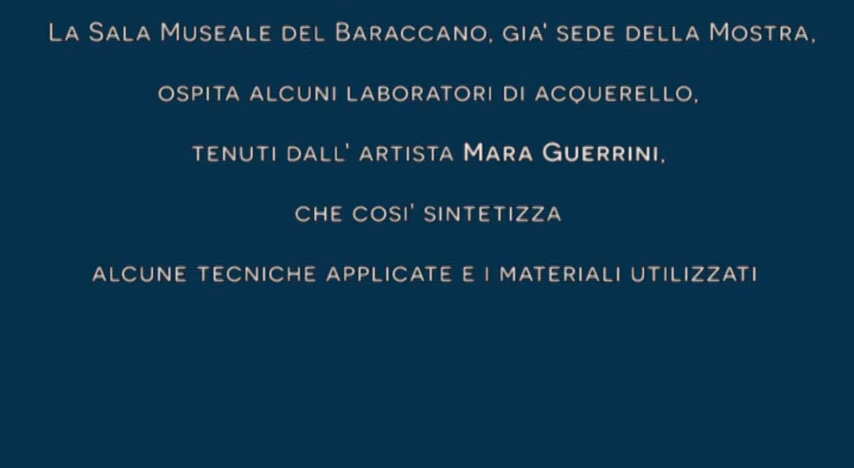 La Sala Museale del Baraccano, gia' sede della Mostra,
ospita alcuni laboratori di acquerello,
tenuti dall' artista Mara Guerrini,
che cosi' sintetizza
alcune tecniche applicate e i materiali utilizzati